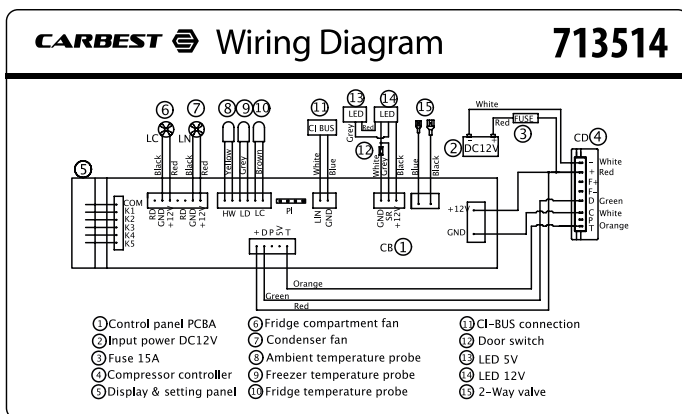 CARBEST Wiring Diagram 713514
6 7 8 9 10 11 13 14 15
LC LN
CI BUS LED LED
Grey Red
12
White
Red FUSE
- +
2 DC12V 3
CD 4
Black Red Black Red Yellow Grey Brown White Blue White Grey Black Blue Black
- White
+ Red
F+
F-
D Green
C White
P
T Orange
5
COM
K1
K2
K3
K4
K5
RD GND +12V RD GND +12V
HW LD LC
PI
LIN GND
GND SR +12V
+12V
GND
+ D P 5V T
CB 1
Orange
Green
Red
1 Control panel PCBA
2 Input power DC12V
3 Fuse 15A
4 Compressor controller
5 Display & setting panel
6 Fridge compartment fan
7 Condenser fan
8 Ambient temperature probe
9 Freezer temperature probe
10 Fridge temperature probe
11 CI-BUS connection
12 Door switch
13 LED 5V
14 LED 12V
15 2-Way valve